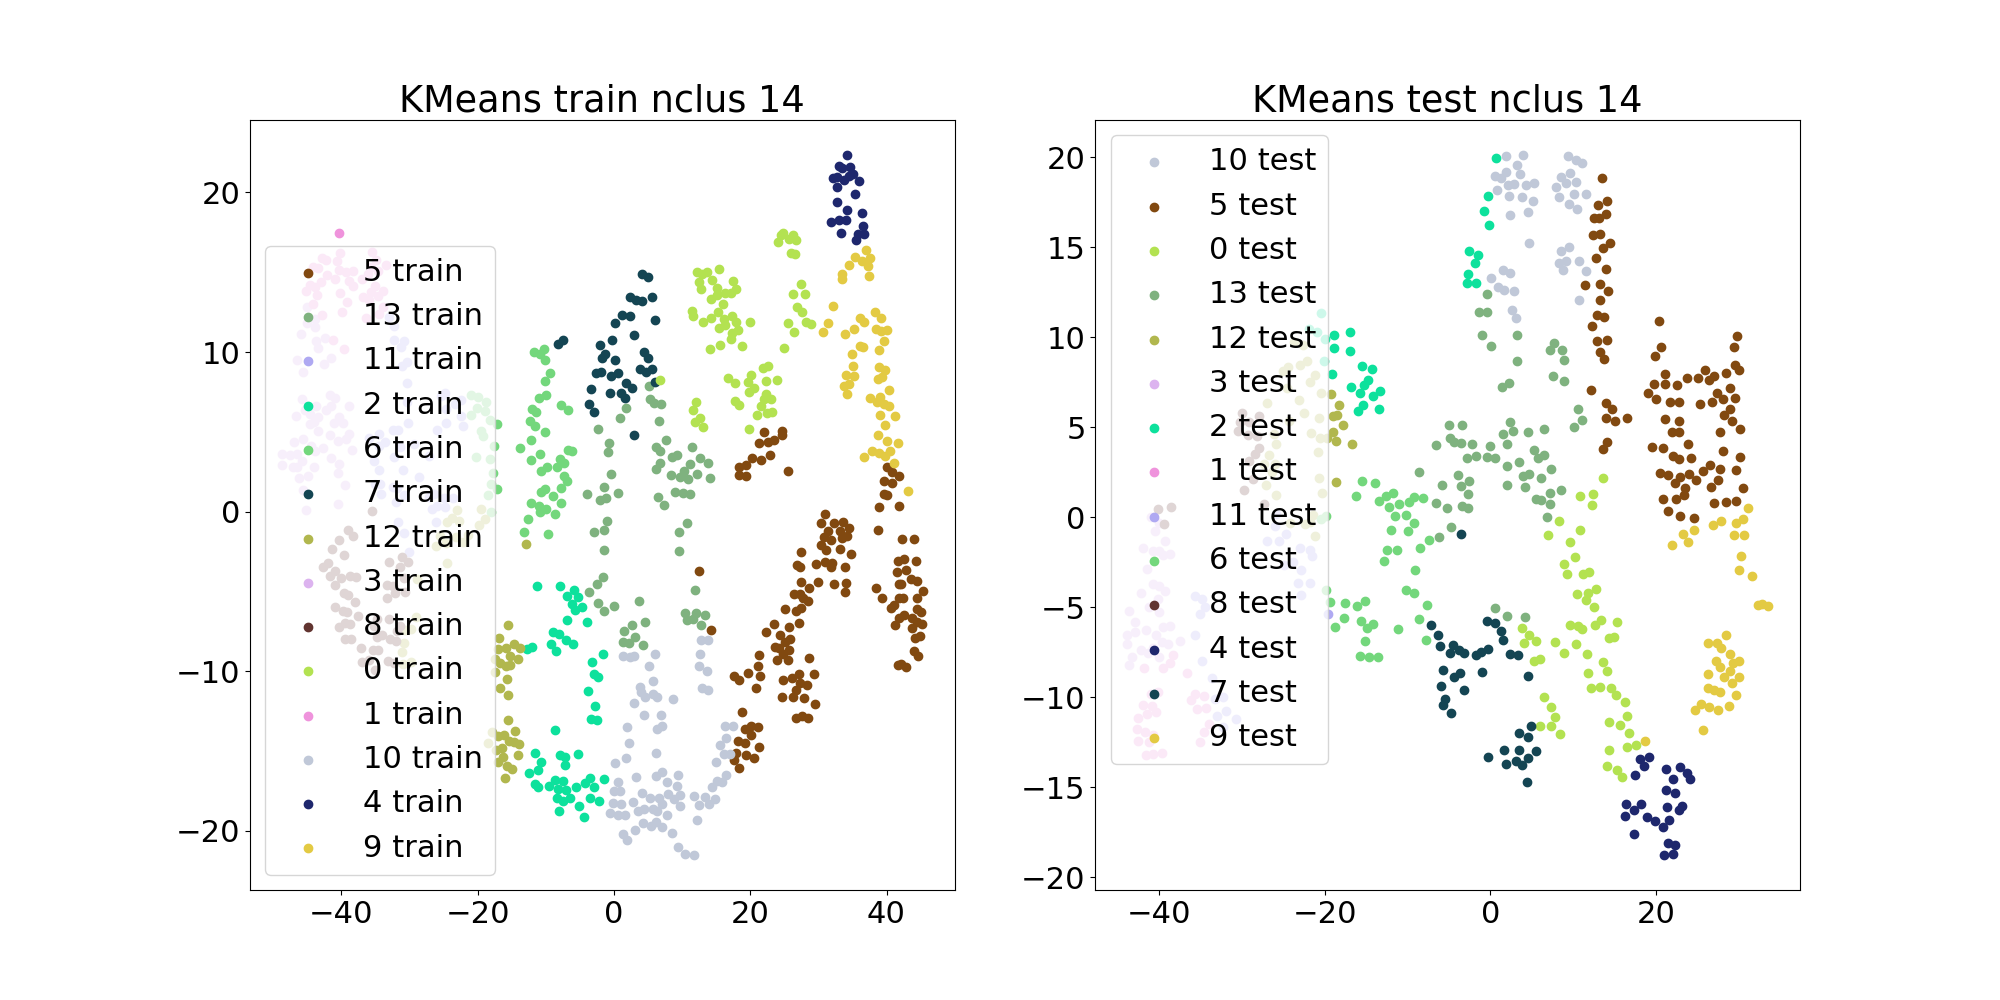 KMeans train nclus 14
20
10
0
−10
−20
−40
−20
0
20
40
5 train
13 train
11 train
2 train
6 train
7 train
12 train
3 train
8 train
0 train
1 train
10 train
4 train
9 train
KMeans test nclus 14
20
15
10
5
0
−5
−10
−15
−20
−40
−20
0
20
10 test
5 test
0 test
13 test
12 test
3 test
2 test
1 test
11 test
6 test
8 test
4 test
7 test
9 test